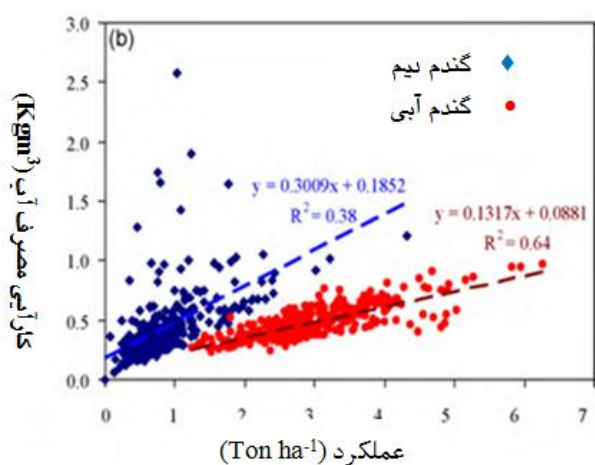 (b)
گندم دیم
گندم آبی
y = 0.3009x + 0.1852
R² = 0.38
y = 0.1317x + 0.0881
R² = 0.64
کارآیی مصرف آب (Kgm³)
3.0
2.5
2.0
1.5
1.0
0.5
0.0
0 1 2 3 4 5 6 7
عملکرد (Ton ha⁻¹)